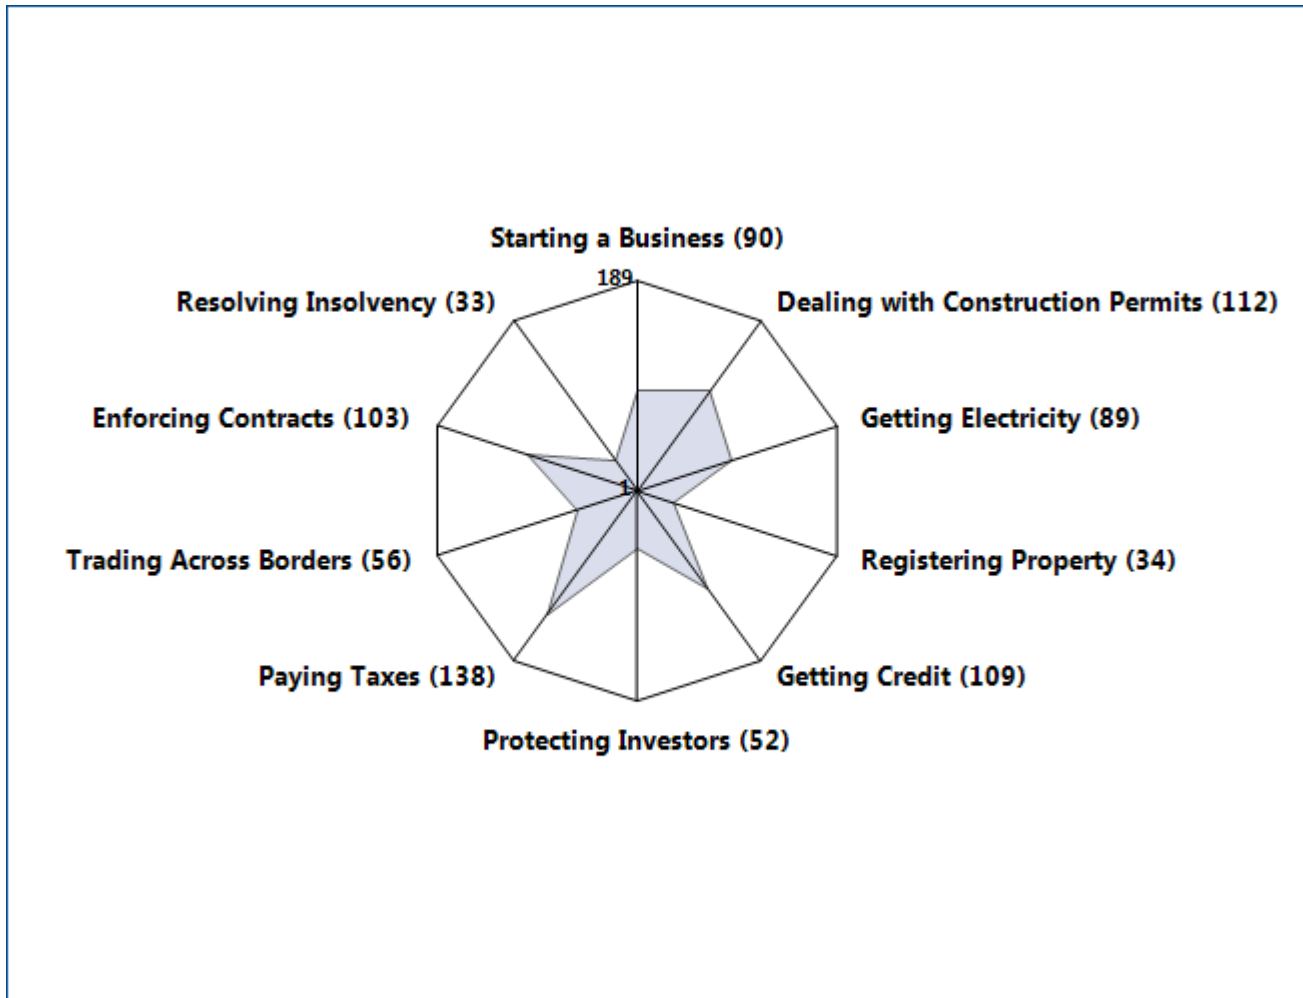 Starting a Business (90)
189
Resolving Insolvency (33)
Dealing with Construction Permits (112)
Enforcing Contracts (103)
Getting Electricity (89)
1
Trading Across Borders (56)
Registering Property (34)
Paying Taxes (138)
Getting Credit (109)
Protecting Investors (52)